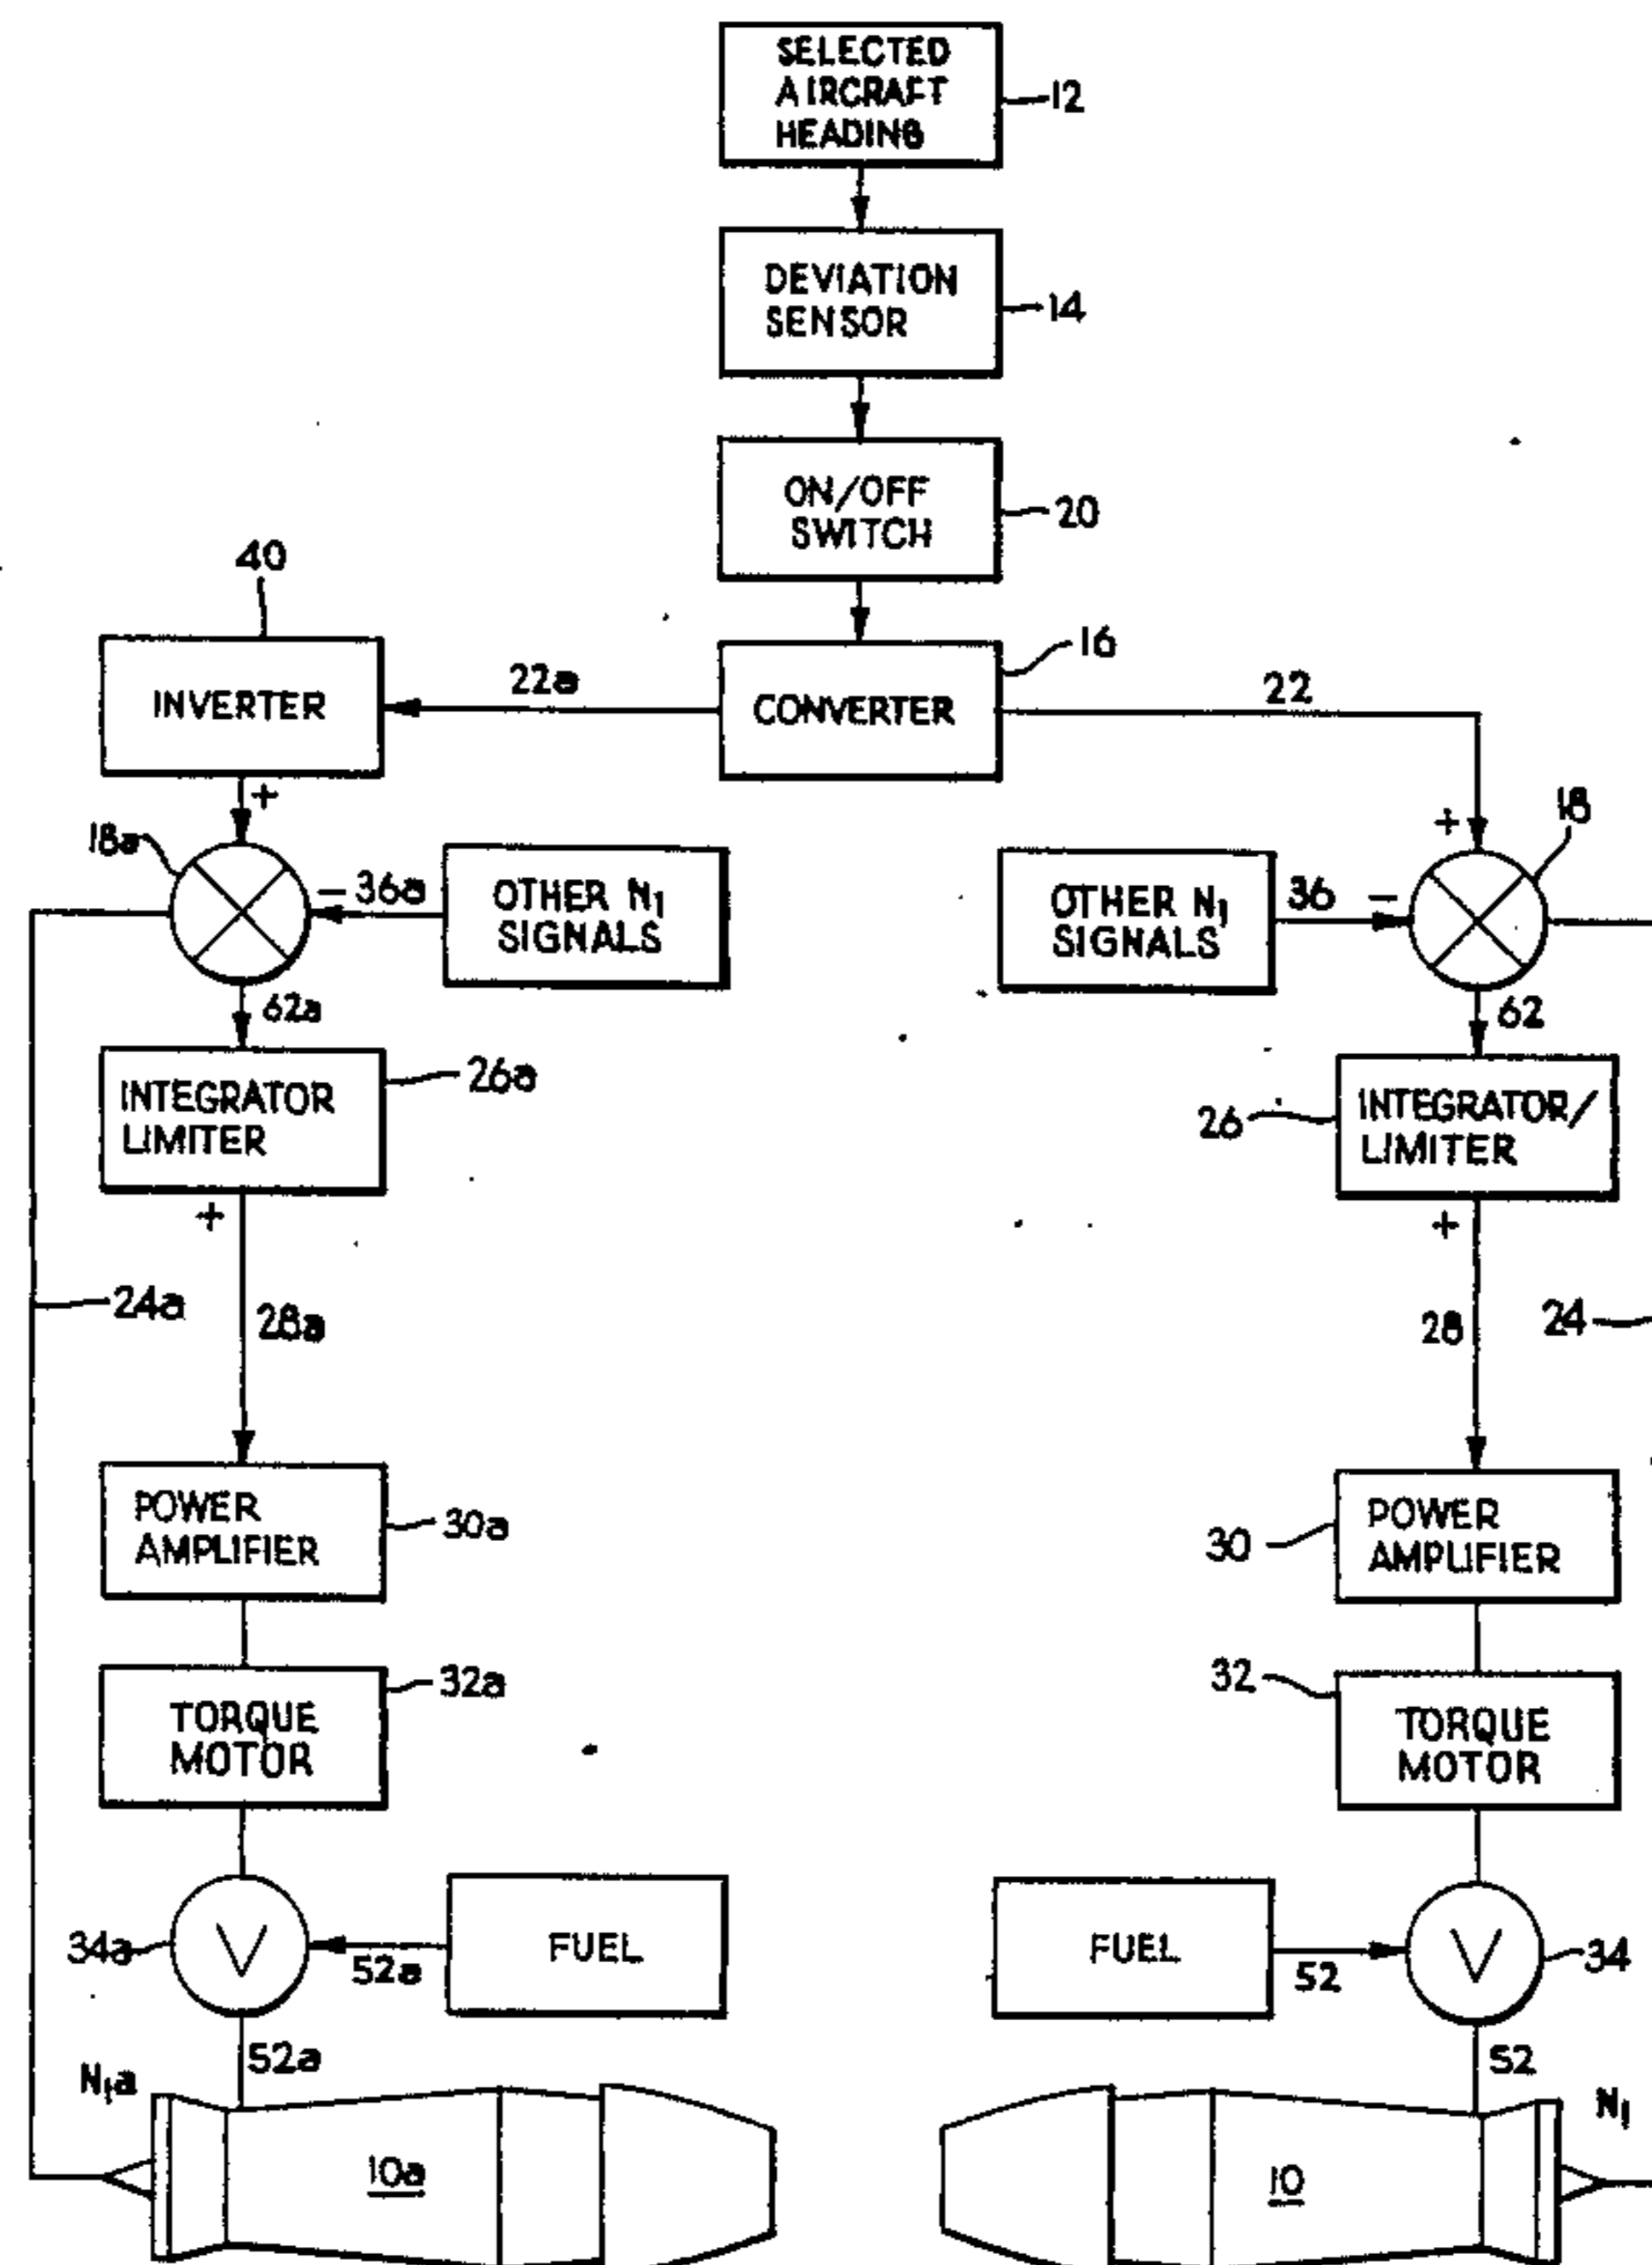 SELECTED
AIRCRAFT
HEADING
12
DEVIATION
SENSOR
14
ON/OFF
SWITCH
20
40
INVERTER
22a
CONVERTER
16
22
+
18a
- 36a
OTHER N1
SIGNALS
OTHER N1
SIGNALS
36 -
+
18
62a
62
INTEGRATOR
LIMITER
26a
26
INTEGRATOR/
LIMITER
+
+
24a
28a
28
24
POWER
AMPLIFIER
30a
30
POWER
AMPLIFIER
TORQUE
MOTOR
32a
32
TORQUE
MOTOR
34a
V
52a
FUEL
FUEL
52
V
34
N1a
52a
52
N1
10a
10